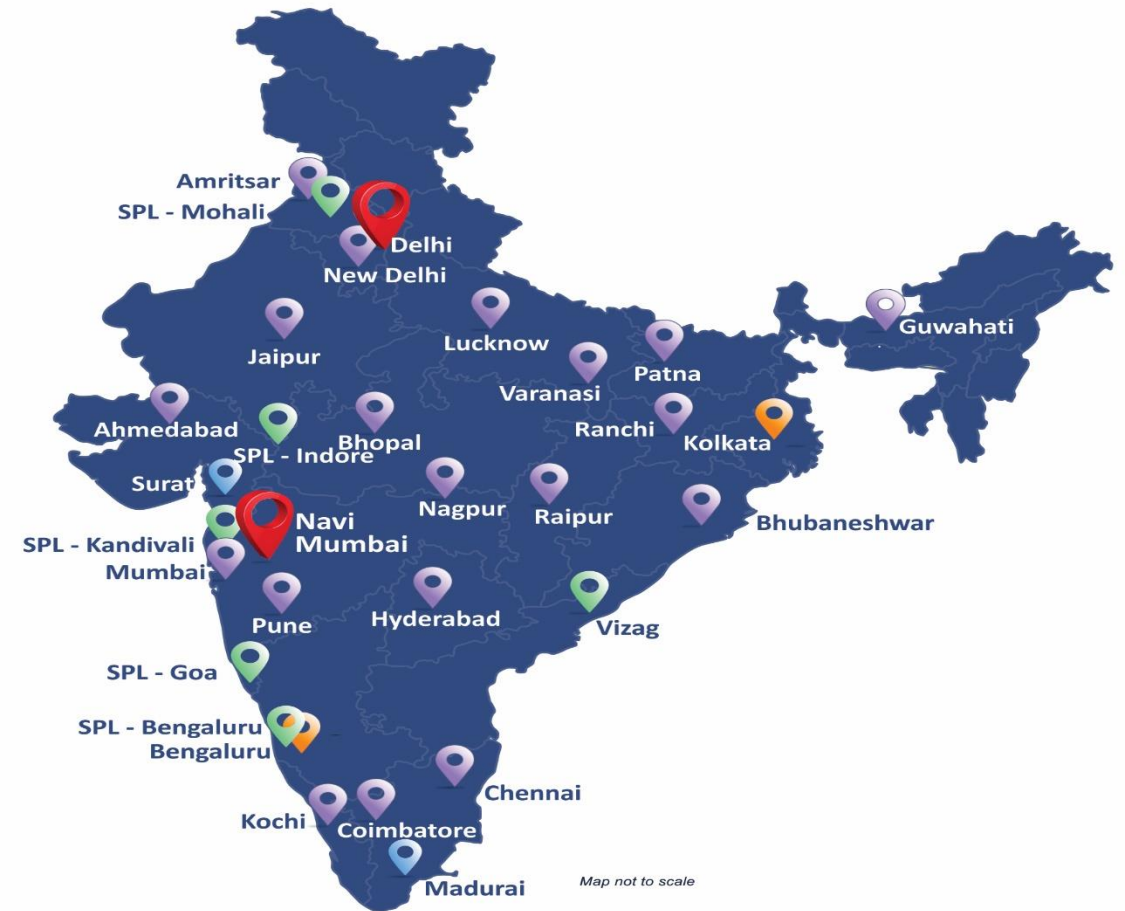 Amritsar
SPL - Mohali
Delhi
New Delhi
Guwahati
Lucknow
Jaipur
Patna
Varanasi
Ahmedabad
Ranchi
Kolkata
Bhopal
SPL - Indore
Surat
Nagpur
Raipur
Bhubaneshwar
Navi
Mumbai
SPL - Kandivali
Mumbai
Hyderabad
Pune
Vizag
SPL - Goa
SPL - Bengaluru
Bengaluru
Chennai
Kochi
Coimbatore
Madurai
Map not to scale